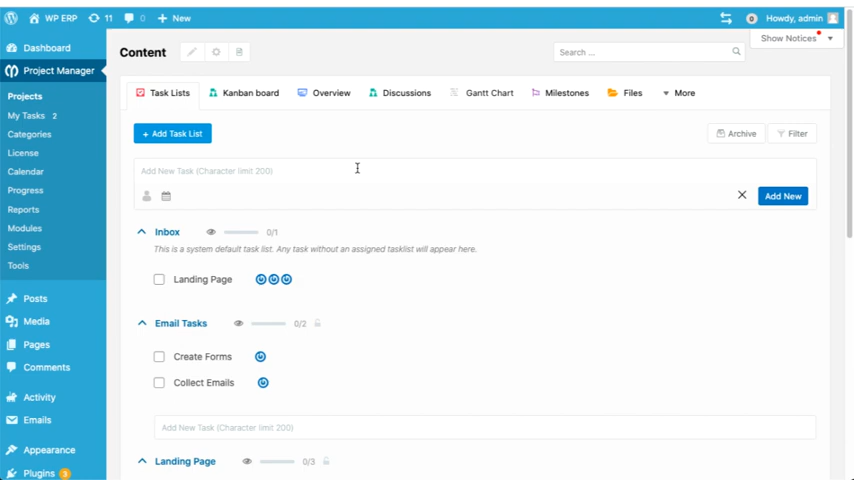 WP ERP 11 0 + New 0 Howdy, admin
Show Notices
Dashboard
Project Manager
Projects
My Tasks 2
Categories
License
Calendar
Progress
Reports
Modules
Settings
Tools
Posts
Media
Pages
Comments
Activity
Emails
Appearance
Plugins 3
Content
Search ...
Task Lists Kanban board Overview Discussions Gantt Chart Milestones Files More
+ Add Task List Archive Filter
Add New Task (Character limit 200)
Add New
Inbox 0/1
This is a system default task list. Any task without an assigned tasklist will appear here.
Landing Page
Email Tasks 0/2
Create Forms
Collect Emails
Add New Task (Character limit 200)
Landing Page 0/3